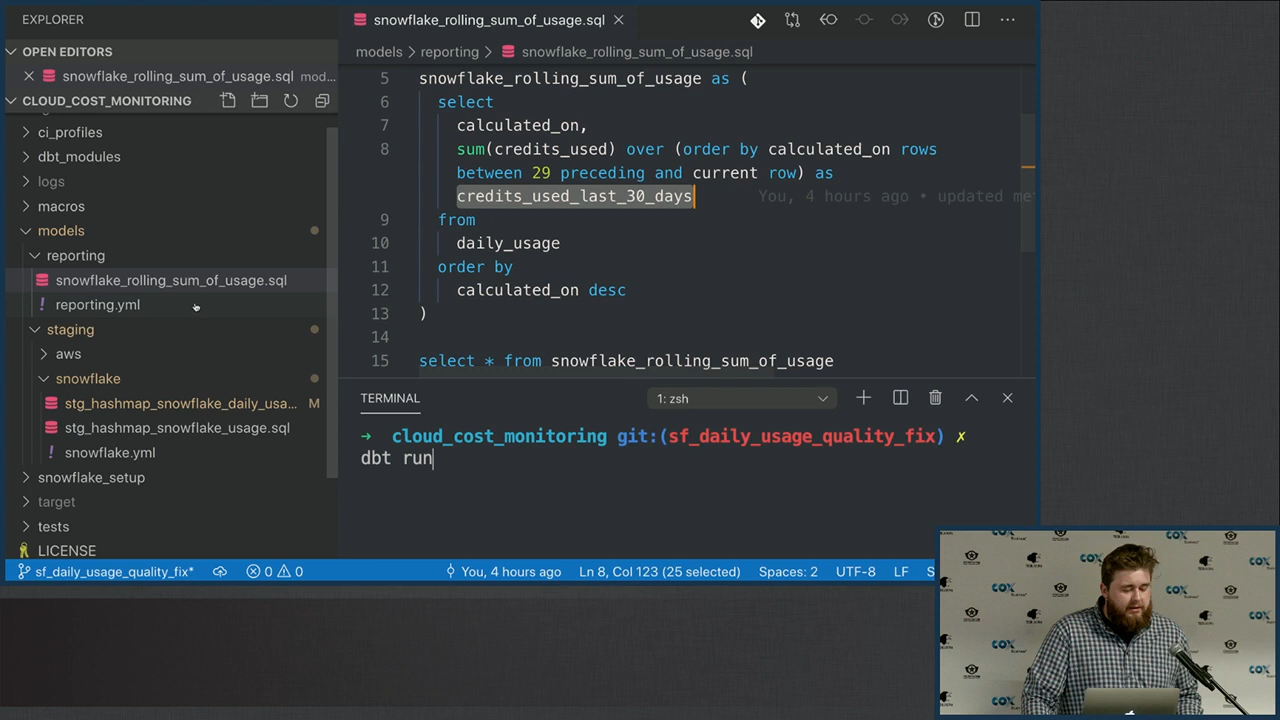 EXPLORER
OPEN EDITORS
snowflake_rolling_sum_of_usage.sql mod...
CLOUD_COST_MONITORING
ci_profiles
dbt_modules
logs
macros
models
reporting
snowflake_rolling_sum_of_usage.sql
! reporting.yml
staging
aws
snowflake
stg_hashmap_snowflake_daily_usa... M
stg_hashmap_snowflake_usage.sql
! snowflake.yml
snowflake_setup
target
tests
LICENSE
snowflake_rolling_sum_of_usage.sql
models > reporting > snowflake_rolling_sum_of_usage.sql
5 snowflake_rolling_sum_of_usage as (
6 select
7 calculated_on,
8 sum(credits_used) over (order by calculated_on rows
between 29 preceding and current row) as
credits_used_last_30_days You, 4 hours ago • updated me
9 from
10 daily_usage
11 order by
12 calculated_on desc
13 )
14
15 select * from snowflake_rolling_sum_of_usage
TERMINAL 1: zsh
→ cloud_cost_monitoring git:(sf_daily_usage_quality_fix) ✗
dbt run
sf_daily_usage_quality_fix* 0 0 You, 4 hours ago Ln 8, Col 123 (25 selected) Spaces: 2 UTF-8 LF S
COX